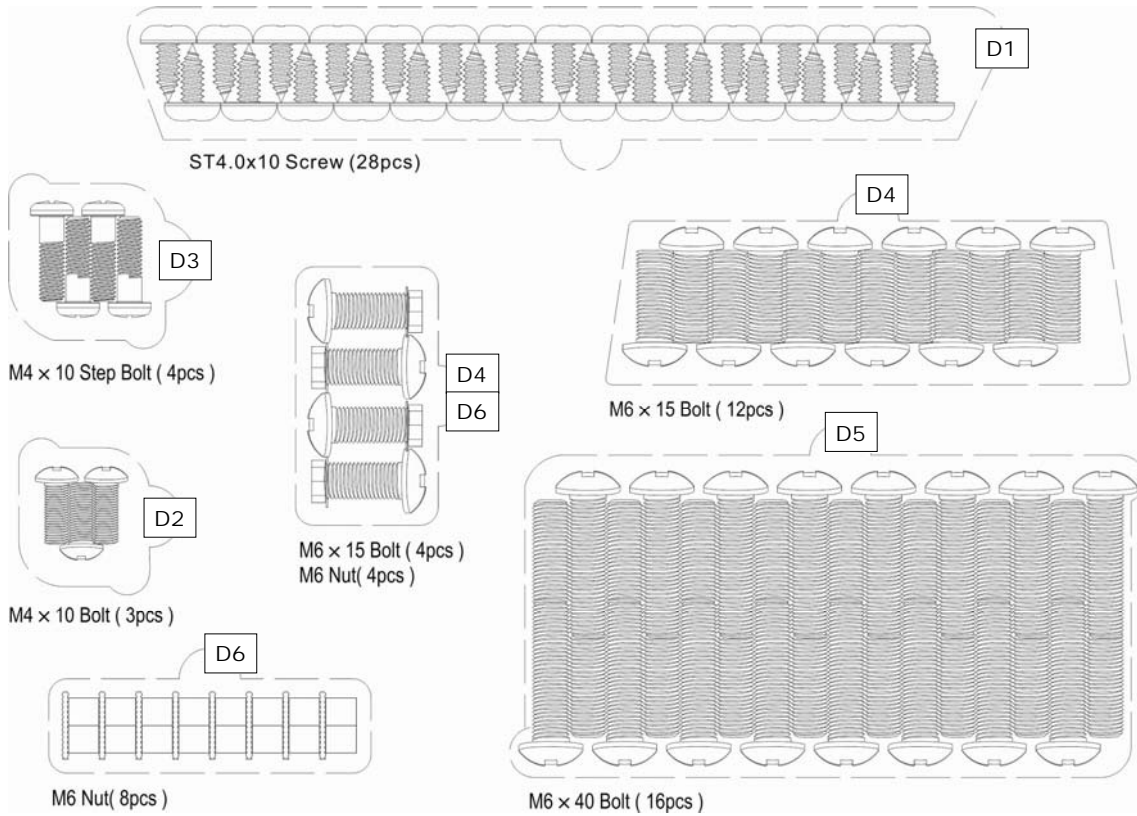 D1
ST4.0x10 Screw (28pcs)
D3
M4 × 10 Step Bolt ( 4pcs )
D4
D6
M6 × 15 Bolt ( 4pcs )
M6 Nut( 4pcs )
D4
M6 × 15 Bolt ( 12pcs )
D2
M4 × 10 Bolt ( 3pcs )
D5
M6 × 40 Bolt ( 16pcs )
D6
M6 Nut( 8pcs )